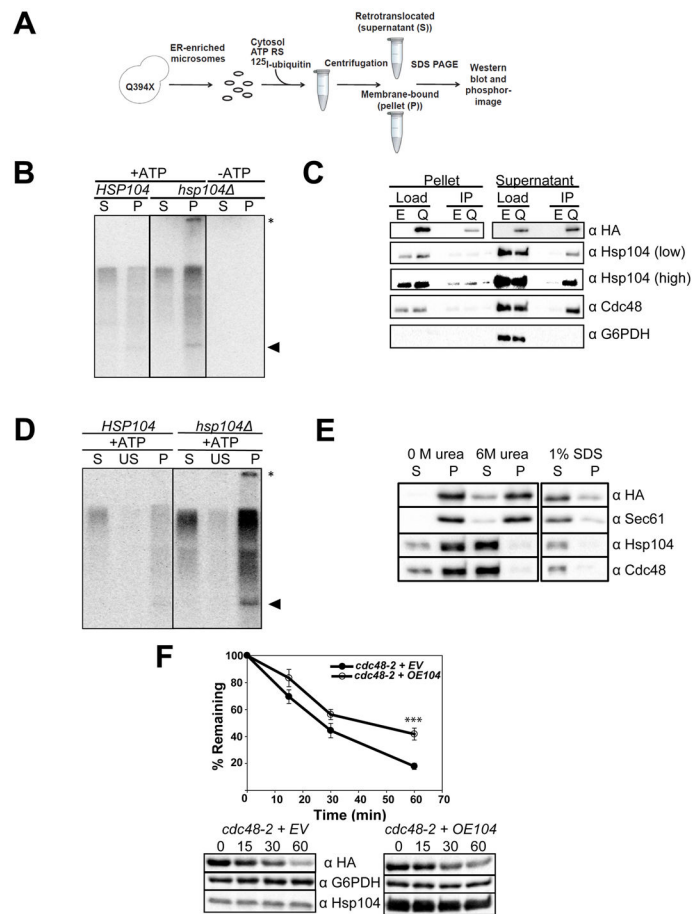 A
Q394X
ER-enriched
microsomes
Cytosol
ATP RS
125I-ubiquitin
Centrifugation
Retrotranslocated
(supernatant (S))
Membrane-bound
(pellet (P))
SDS PAGE
Western
blot and
phosphor-
image
B
+ATP -ATP
HSP104 hsp104Δ
S P S P S P
*
C
Pellet Supernatant
Load IP Load IP
E Q E Q E Q E Q
α HA
α Hsp104 (low)
α Hsp104 (high)
α Cdc48
α G6PDH
D
HSP104 hsp104Δ
+ATP +ATP
S US P S US P
*
E
0 M urea 6M urea 1% SDS
S P S P S P
α HA
α Sec61
α Hsp104
α Cdc48
F
100
80
60
40
20
% Remaining
cdc48-2 + EV
cdc48-2 + OE104
***
0 10 20 30 40 50 60 70
Time (min)
cdc48-2 + EV cdc48-2 + OE104
0 15 30 60 0 15 30 60
α HA
α G6PDH
α Hsp104